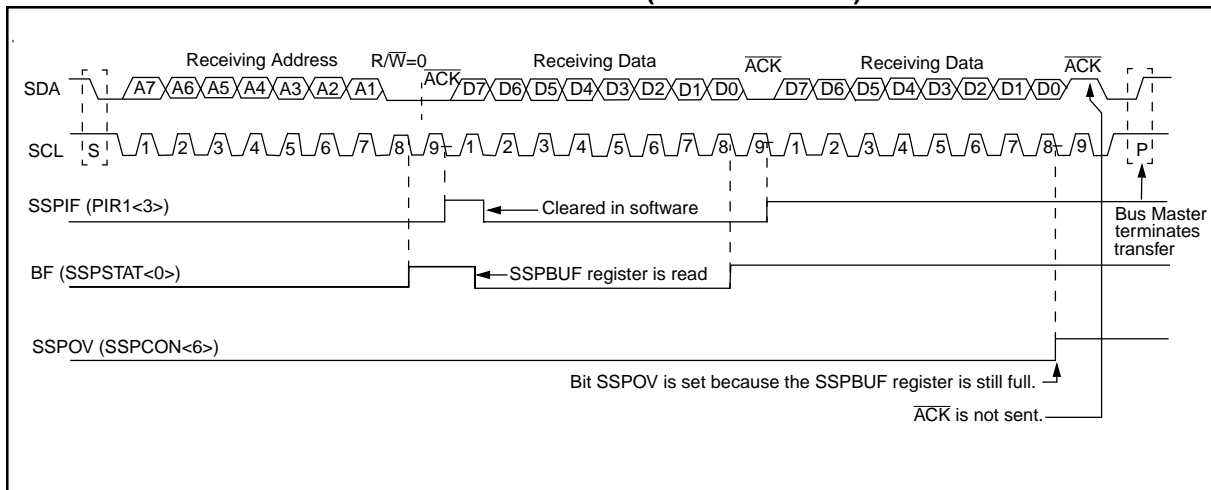 Receiving Address R/W=0 ACK Receiving Data ACK Receiving Data ACK
SDA A7 A6 A5 A4 A3 A2 A1 D7 D6 D5 D4 D3 D2 D1 D0 D7 D6 D5 D4 D3 D2 D1 D0
SCL S 1 2 3 4 5 6 7 8 9 1 2 3 4 5 6 7 8 9 1 2 3 4 5 6 7 8 9 P
SSPIF (PIR1<3>) Cleared in software
Bus Master
terminates
transfer
BF (SSPSTAT<0>) SSPBUF register is read
SSPOV (SSPCON<6>)
Bit SSPOV is set because the SSPBUF register is still full.
ACK is not sent.